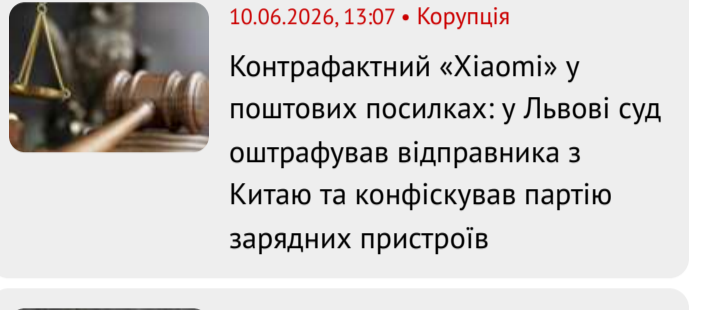 10.06.2026, 13:07 • Корупція
Контрафактний «Xiaomi» у
поштових посилках: у Львові суд
оштрафував відправника з
Китаю та конфіскував партію
зарядних пристроїв